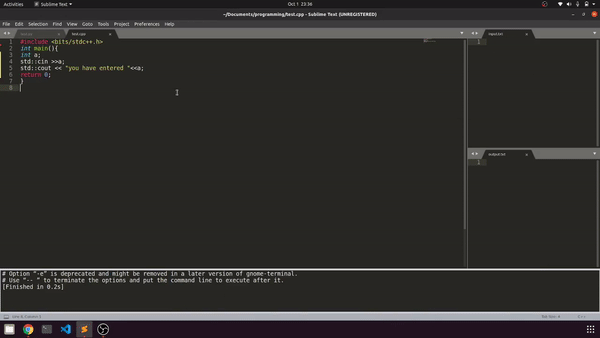 Activities
Sublime Text
Oct 1 23:36
~/Documents/programming/test.cpp - Sublime Text (UNREGISTERED)
File Edit Selection Find View Goto Tools Project Preferences Help
test.cpp
input.txt
1 #include <bits/stdc++.h>
2 int main(){
3 int a;
4 std::cin >>a;
5 std::cout << "you have entered "<<a;
6 return 0;
7 }
8
1
output.txt
1
# Option "-e" is deprecated and might be removed in a later version of gnome-terminal.
# Use "-- " to terminate the options and put the command line to execute after it.
[Finished in 0.2s]
Line 8, Column 1
C++